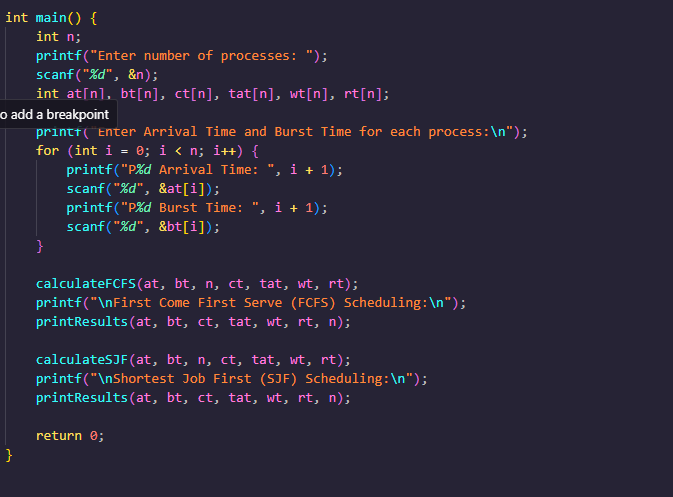 int main() {
    int n;
    printf("Enter number of processes: ");
    scanf("%d", &n);
    int at[n], bt[n], ct[n], tat[n], wt[n], rt[n];
o add a breakpoint
    printf("Enter Arrival Time and Burst Time for each process:\n");
    for (int i = 0; i < n; i++) {
        printf("P%d Arrival Time: ", i + 1);
        scanf("%d", &at[i]);
        printf("P%d Burst Time: ", i + 1);
        scanf("%d", &bt[i]);
    }
    calculateFCFS(at, bt, n, ct, tat, wt, rt);
    printf("\nFirst Come First Serve (FCFS) Scheduling:\n");
    printResults(at, bt, ct, tat, wt, rt, n);
    calculateSJF(at, bt, n, ct, tat, wt, rt);
    printf("\nShortest Job First (SJF) Scheduling:\n");
    printResults(at, bt, ct, tat, wt, rt, n);
    return 0;
}